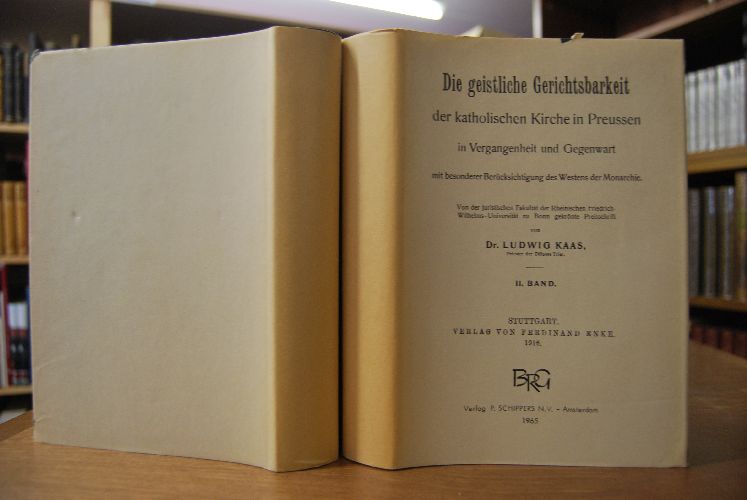 Die geistliche Gerichtsbarkeit
der katholischen Kirche in Preussen
in Vergangenheit und Gegenwart
mit besonderer Berücksichtigung des Westens der Monarchie.
Von der juristischen Fakultät der Rheinischen Friedrich-
Wilhelms-Universität zu Bonn gekrönte Preisschrift
von
Dr. LUDWIG KAAS,
Priester der Diözese Trier.
II. BAND.
STUTTGART.
VERLAG VON FERDINAND ENKE.
1916.
BRG
Verlag P. SCHIPPERS N.V. - Amsterdam
1965